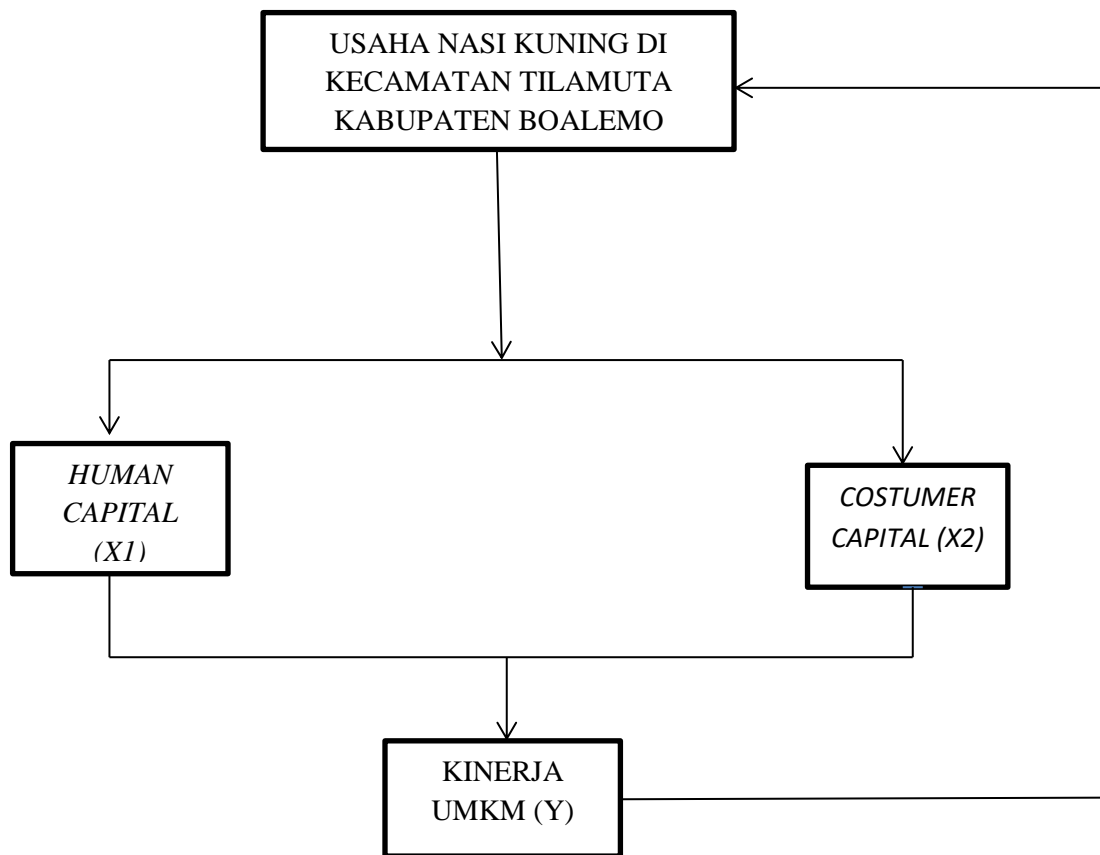 USAHA NASI KUNING DI
KECAMATAN TILAMUTA
KABUPATEN BOALEMO
HUMAN
CAPITAL
(X1)
COSTUMER
CAPITAL (X2)
KINERJA
UMKM (Y)